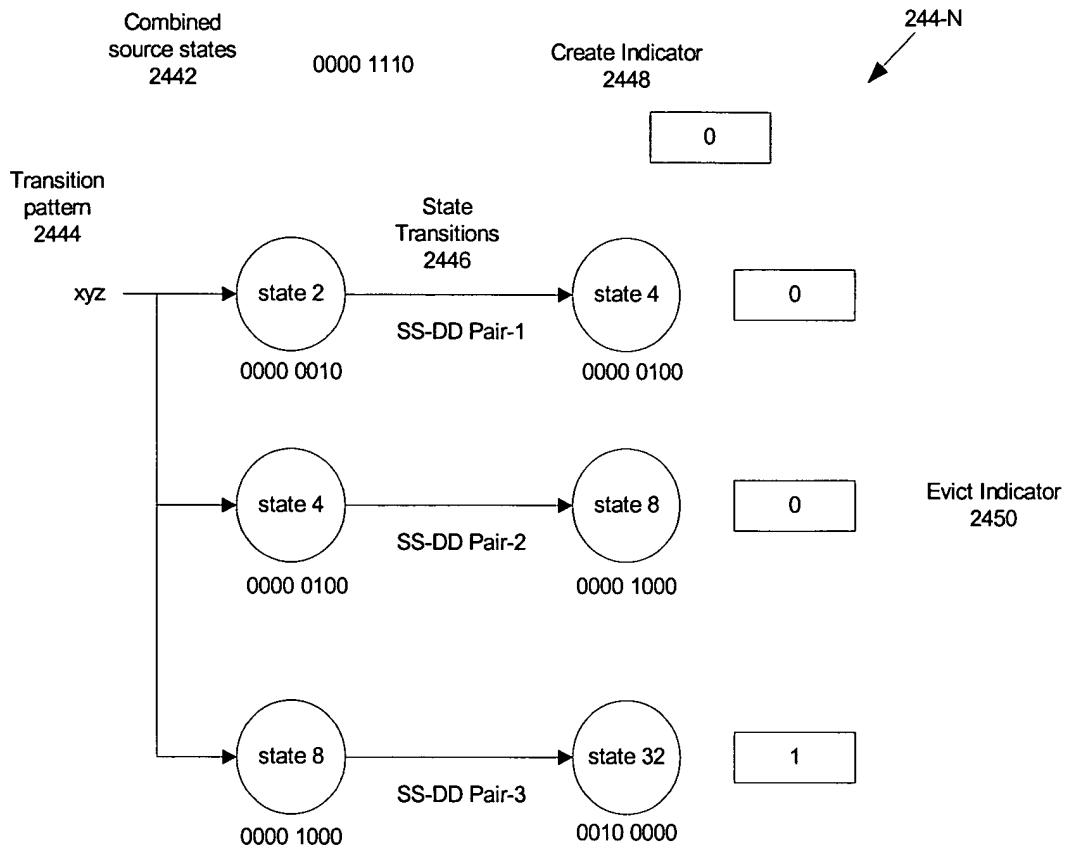 244-N
Combined
source states
2442
0000 1110
Create Indicator
2448
0
Transition
pattern
2444
State
Transitions
2446
xyz
state 2
state 4
0
SS-DD Pair-1
0000 0010
0000 0100
state 4
state 8
0
Evict Indicator
2450
SS-DD Pair-2
0000 0100
0000 1000
state 8
state 32
1
SS-DD Pair-3
0000 1000
0010 0000